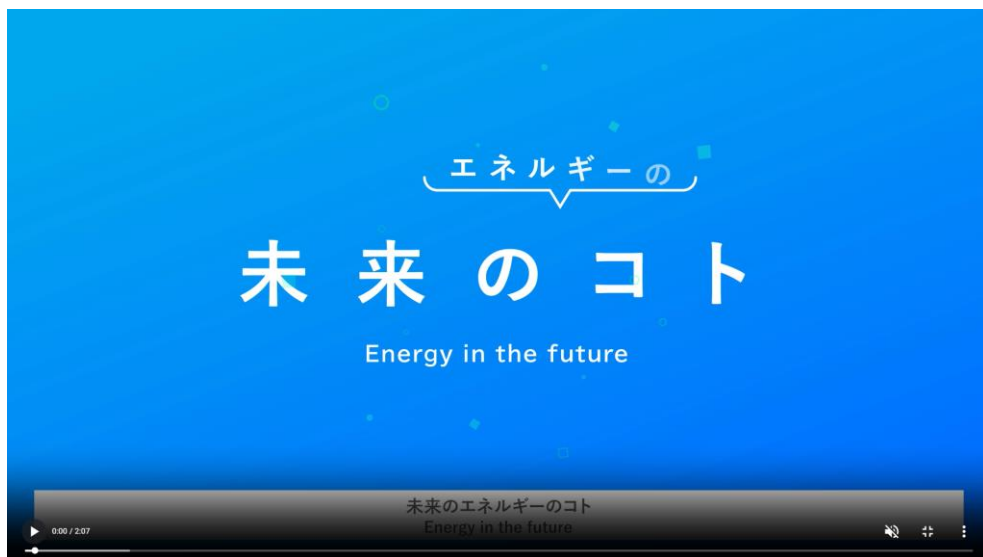 エネルギーの
未来のコト
Energy in the future
未来のエネルギーのコト
Energy in the future
0:00 / 2:07